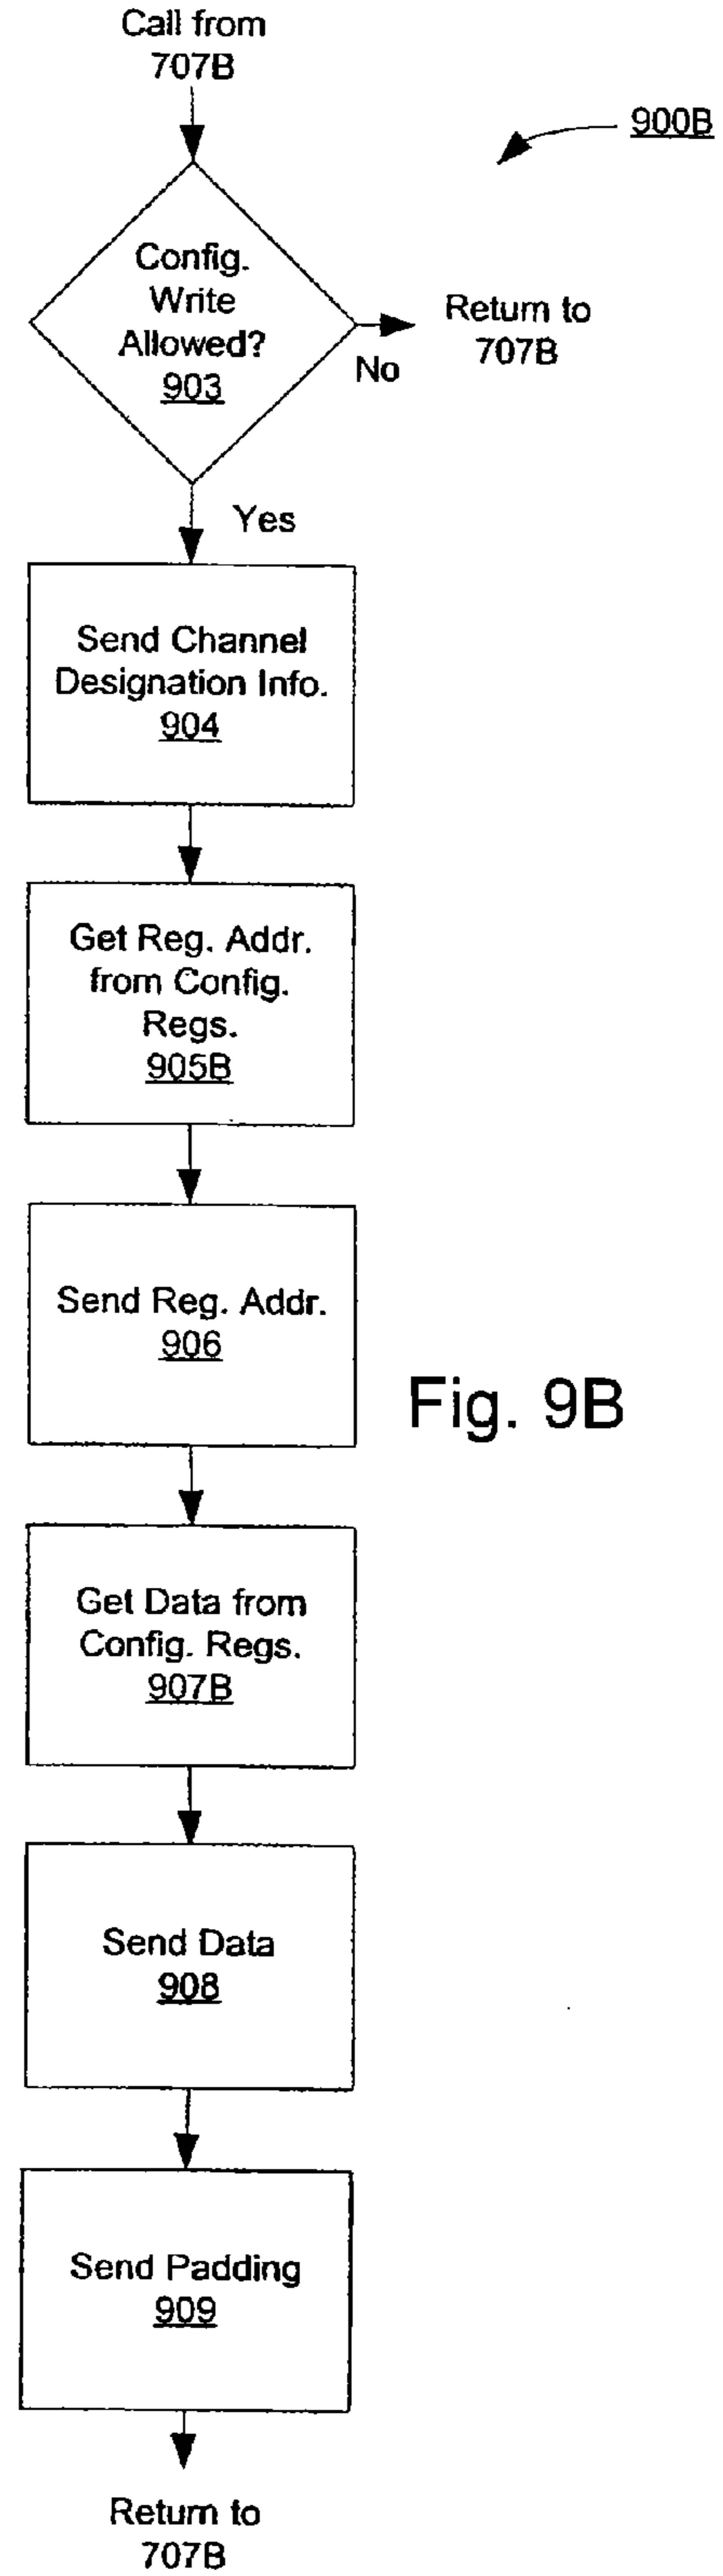 Call from
707B
900B
Config.
Write
Allowed?
903
Return to
707B
No
Yes
Send Channel
Designation Info.
904
Get Reg. Addr.
from Config.
Regs.
905B
Send Reg. Addr.
906
Fig. 9B
Get Data from
Config. Regs.
907B
Send Data
908
Send Padding
909
Return to
707B